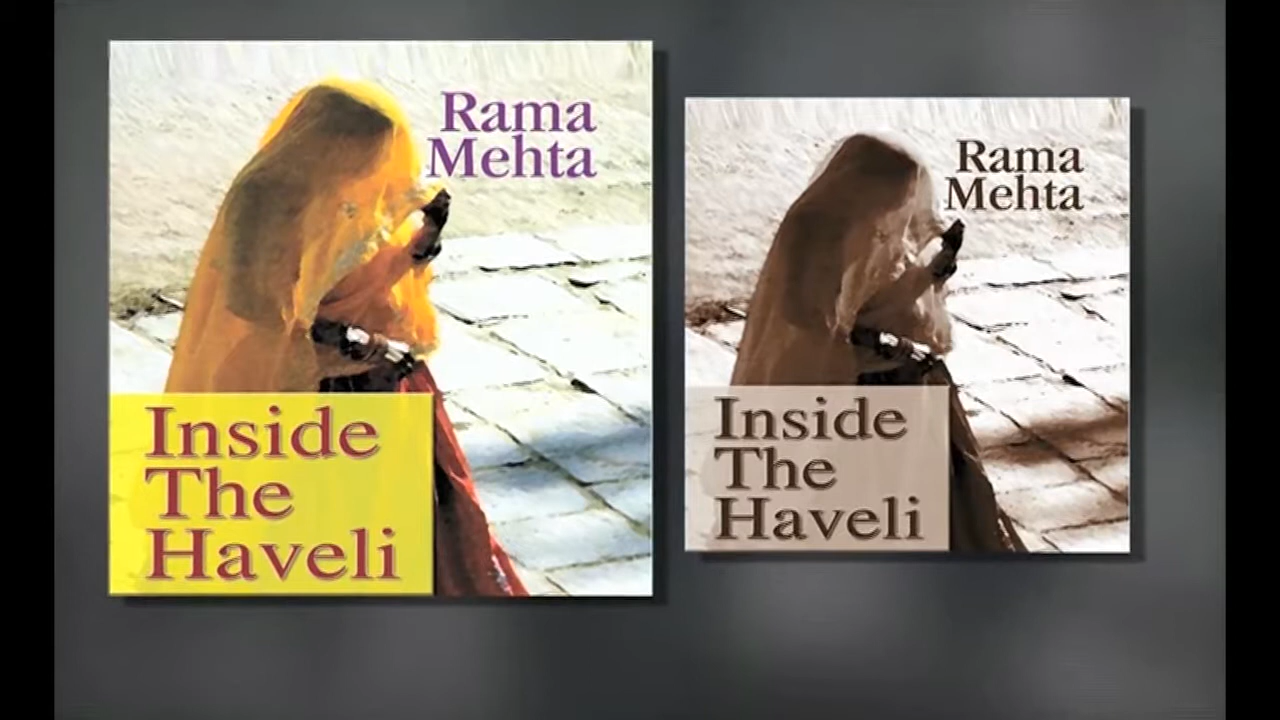 Rama
Mehta
Inside
The
Haveli
Rama
Mehta
Inside
The
Haveli